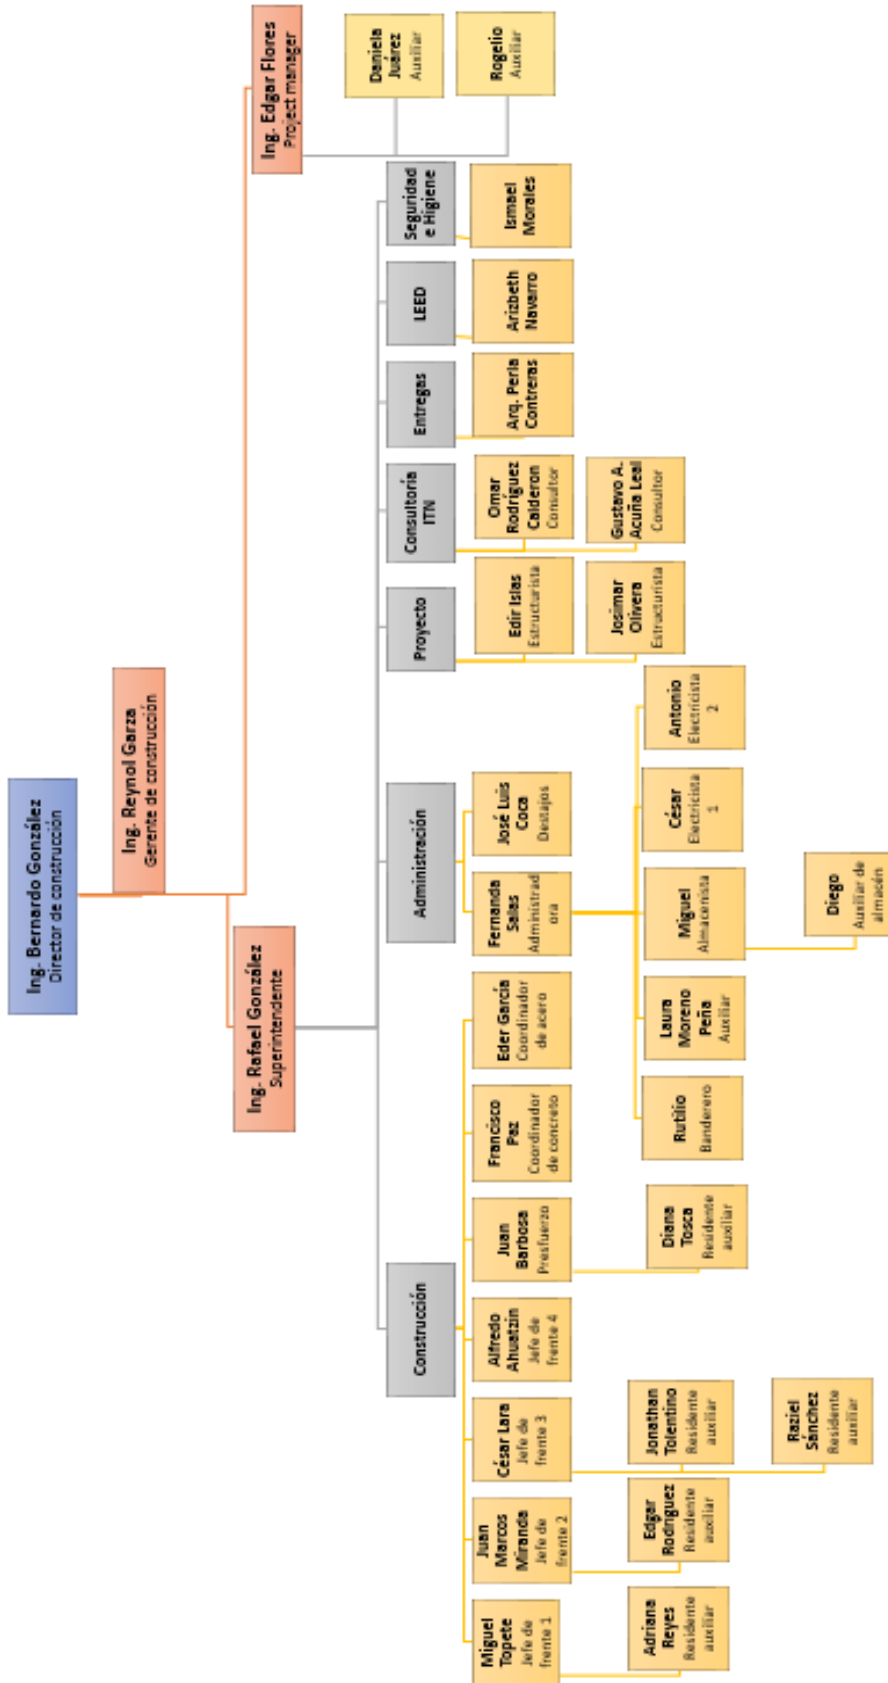 Ing. Bernardo González
Director de construcción
Ing. Reynol Garza
Gerente de construcción
Ing. Rafael González
Superintendente
Ing. Edgar Flores
Project manager
Construcción
Administración
Proyecto
Consultoría
ITN
Entregas
LEED
Seguridad
e Higiene
Daniela
Juárez
Auxiliar
Rogelio
Auxiliar
Miguel
Topete
Jefe de
frente 1
Juan
Marcos
Miranda
Jefe de
frente 2
César Lara
Jefe de
frente 3
Alfredo
Ahuatzin
Jefe de
frente 4
Juan
Barbosa
Presfuerzo
Francisco
Paz
Coordinador
de concreto
Eder García
Coordinador
de acero
Fernanda
Salas
Administrad
ora
José Luis
Coca
Destajos
Edir Islas
Estructurista
Omar
Rodríguez
Calderon
Consultor
Arq. Perla
Contreras
Arizbeth
Navarro
Ismael
Morales
Josimar
Olivera
Estructurista
Gustavo A.
Acuña Leal
Consultor
Adriana
Reyes
Residente
auxiliar
Edgar
Rodriguez
Residente
auxiliar
Jonathan
Tolentino
Residente
auxiliar
Diana
Tosca
Residente
auxiliar
Rutilio
Banderero
Laura
Moreno
Peña
Auxiliar
Miguel
Almacenista
César
Electricista
1
Antonio
Electricista
2
Raziel
Sánchez
Residente
auxiliar
Diego
Auxiliar de
almacén